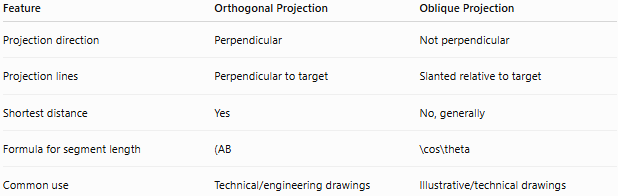 Feature Orthogonal Projection Oblique Projection
Projection direction Perpendicular Not perpendicular
Projection lines Perpendicular to target Slanted relative to target
Shortest distance Yes No, generally
Formula for segment length (AB \cos\theta
Common use Technical/engineering drawings Illustrative/technical drawings